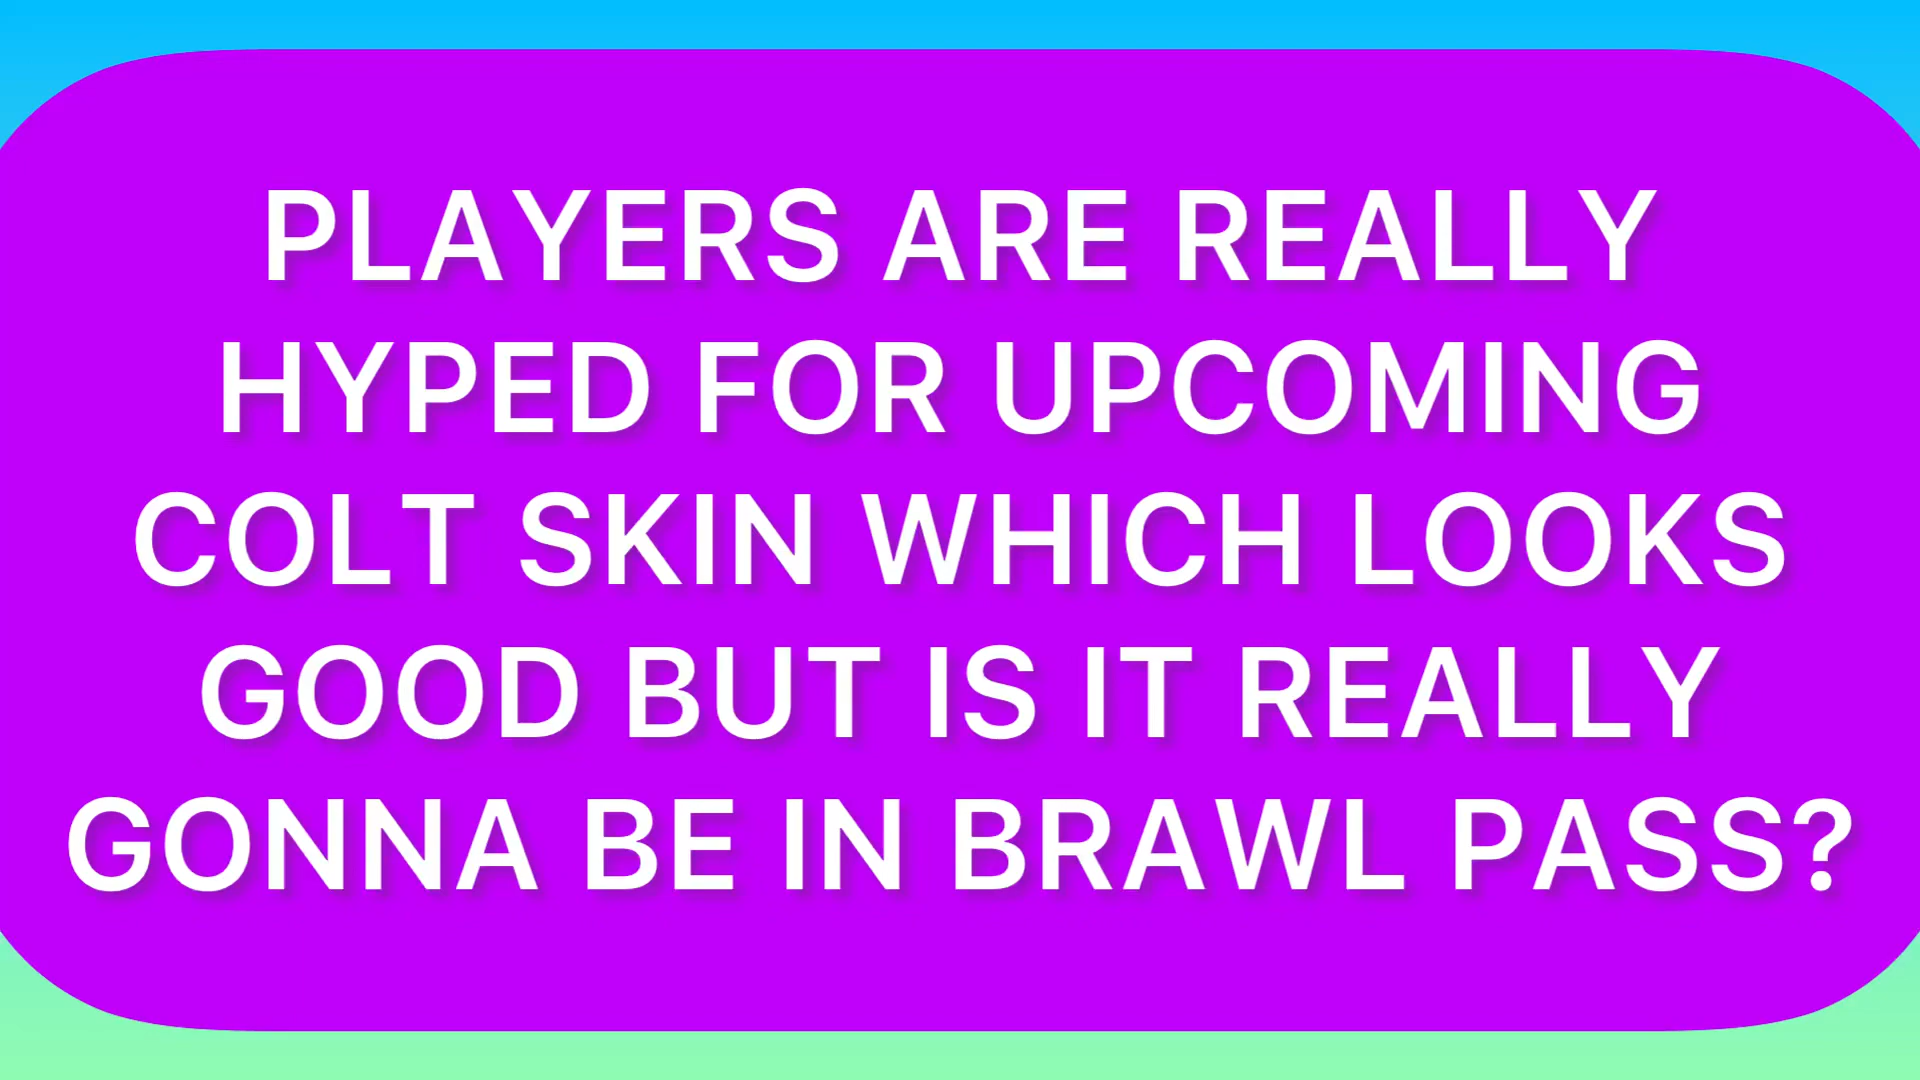 PLAYERS ARE REALLY
HYPED FOR UPCOMING
COLT SKIN WHICH LOOKS
GOOD BUT IS IT REALLY
GONNA BE IN BRAWL PASS?